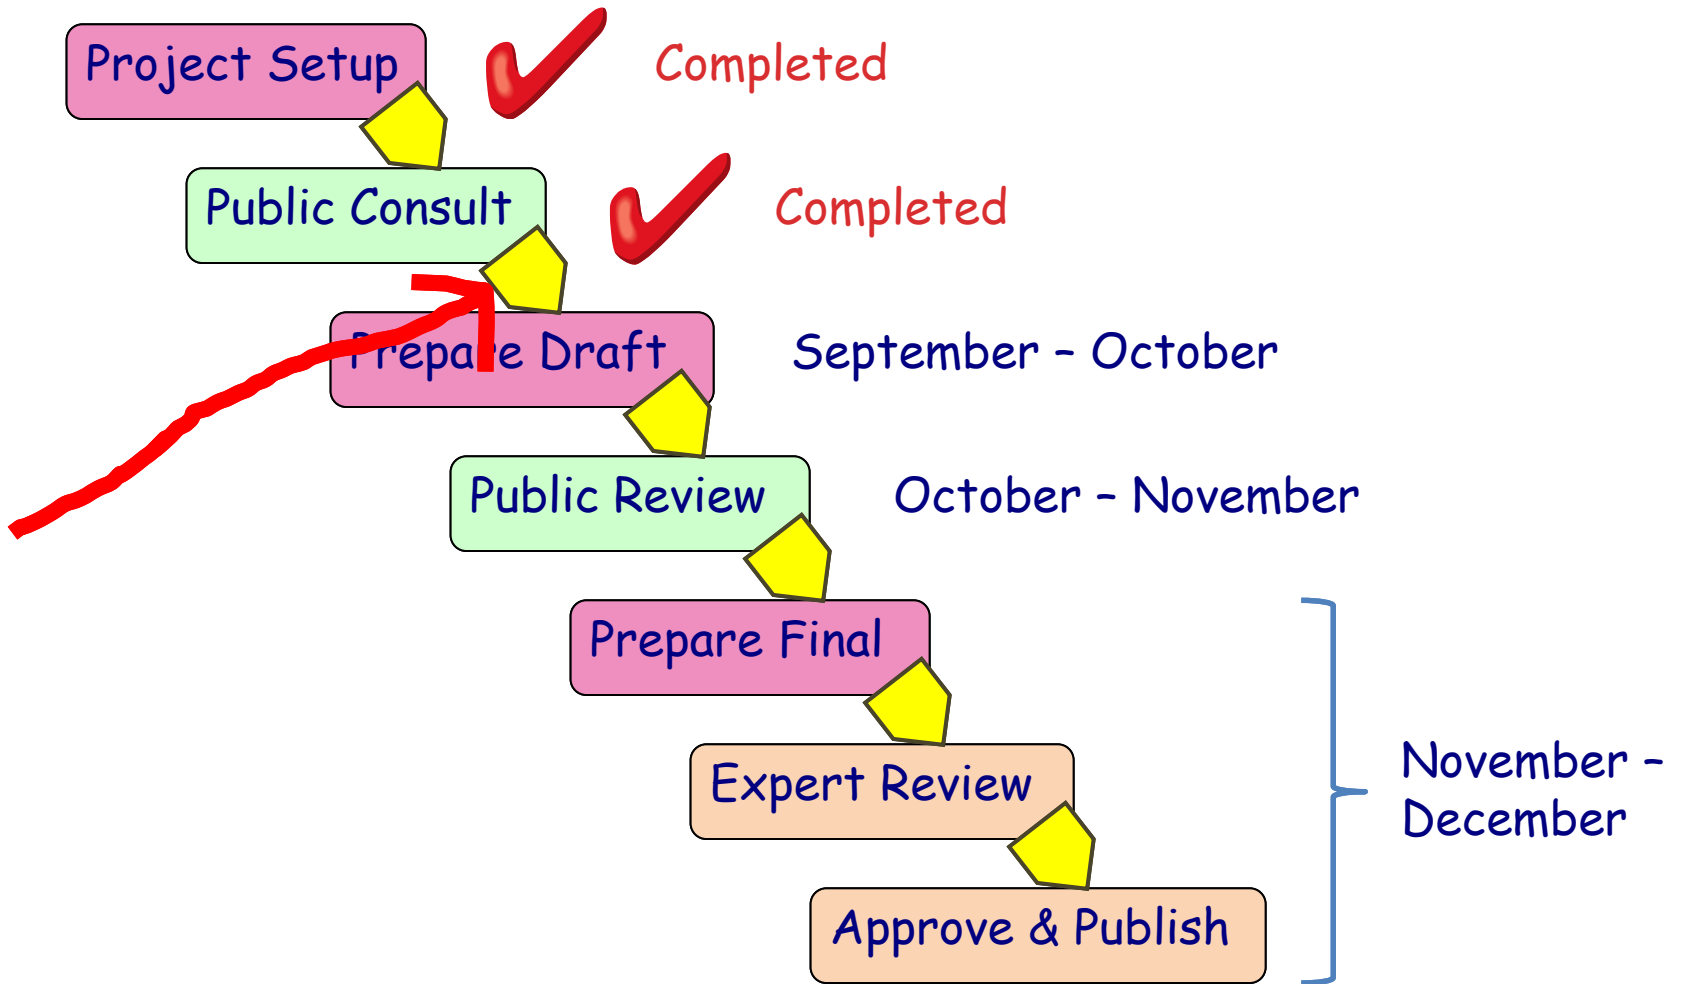 Project Setup
Completed
Public Consult
Completed
Prepare Draft
September – October
Public Review
October – November
Prepare Final
Expert Review
November –
December
Approve & Publish